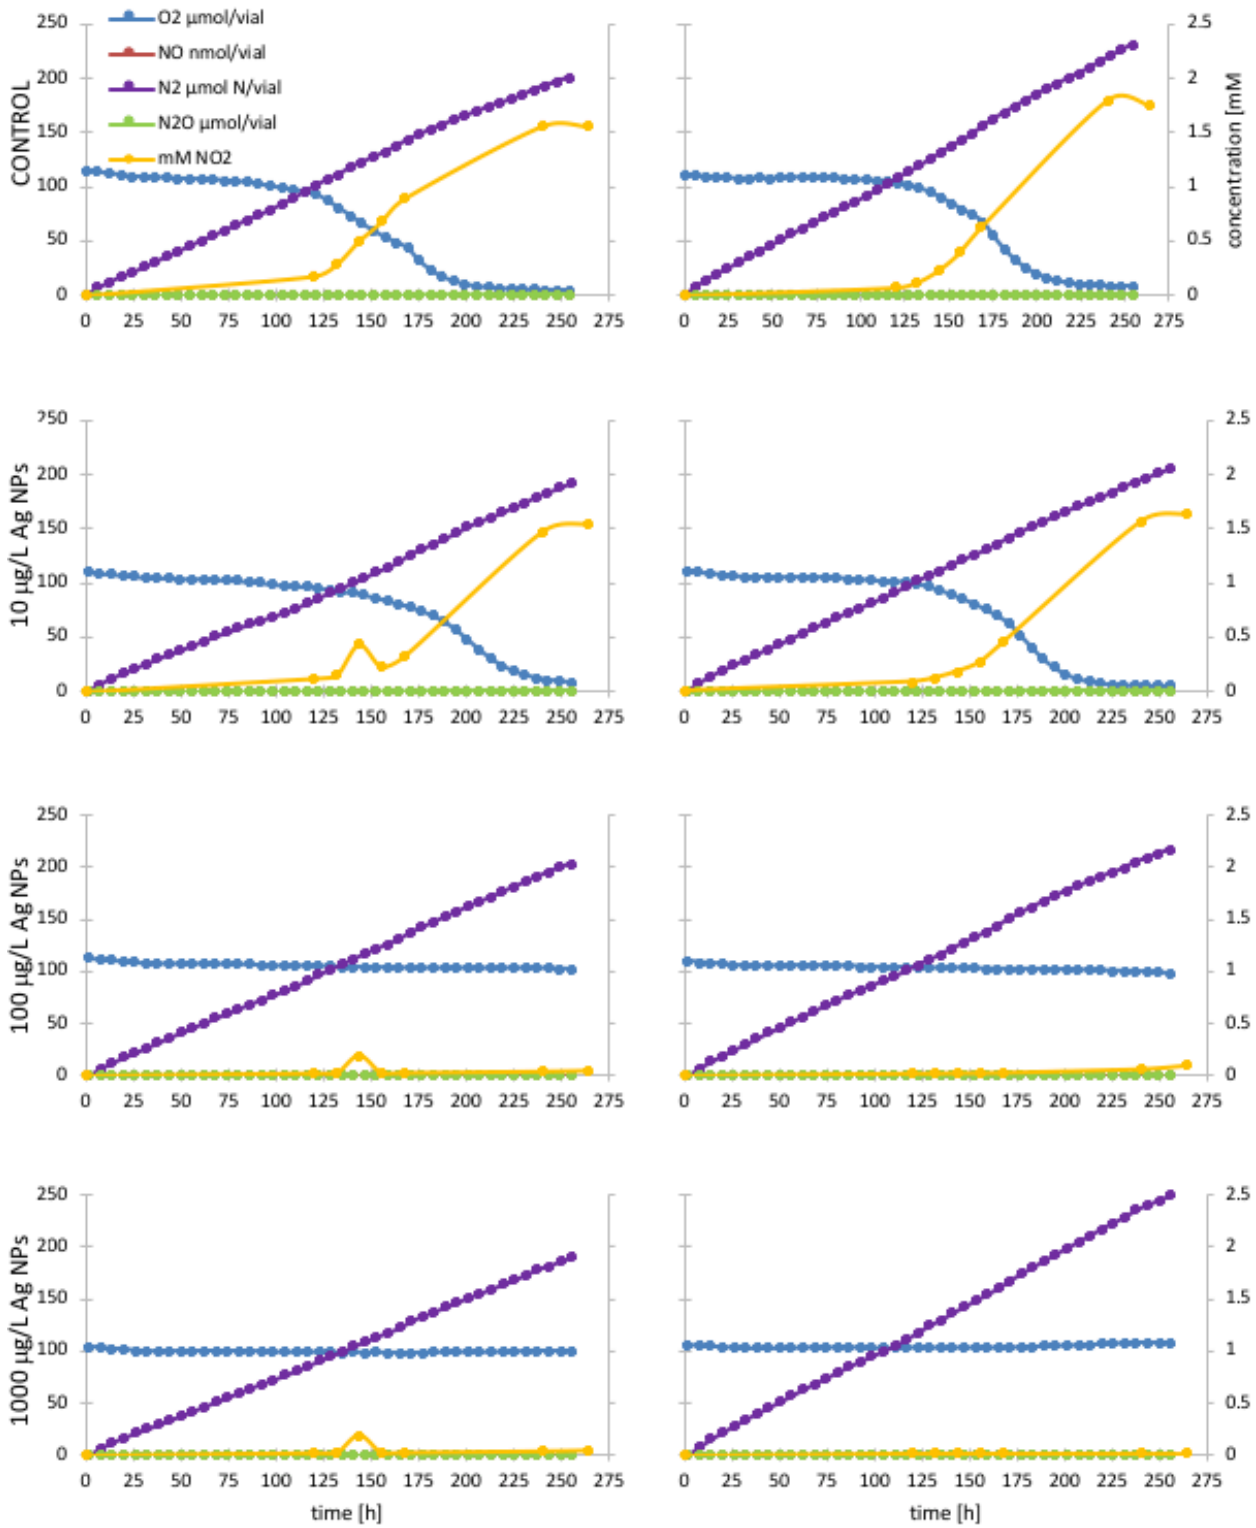 250
200
150
100
50
0
CONTROL
O2 µmol/vial
NO nmol/vial
N2 µmol N/vial
N2O µmol/vial
mM NO2
0 25 50 75 100 125 150 175 200 225 250 275
2.5
2
1.5
1
0.5
0
concentration [mM
0 25 50 75 100 125 150 175 200 225 250 275
250
200
150
100
50
0
10 µg/L Ag NPs
0 25 50 75 100 125 150 175 200 225 250 275
2.5
2
1.5
1
0.5
0
0 25 50 75 100 125 150 175 200 225 250 275
250
200
150
100
50
0
100 µg/L Ag NPs
0 25 50 75 100 125 150 175 200 225 250 275
2.5
2
1.5
1
0.5
0
0 25 50 75 100 125 150 175 200 225 250 275
250
200
150
100
50
0
1000 µg/L Ag NPs
0 25 50 75 100 125 150 175 200 225 250 275
time [h]
2.5
2
1.5
1
0.5
0
0 25 50 75 100 125 150 175 200 225 250 275
time [h]